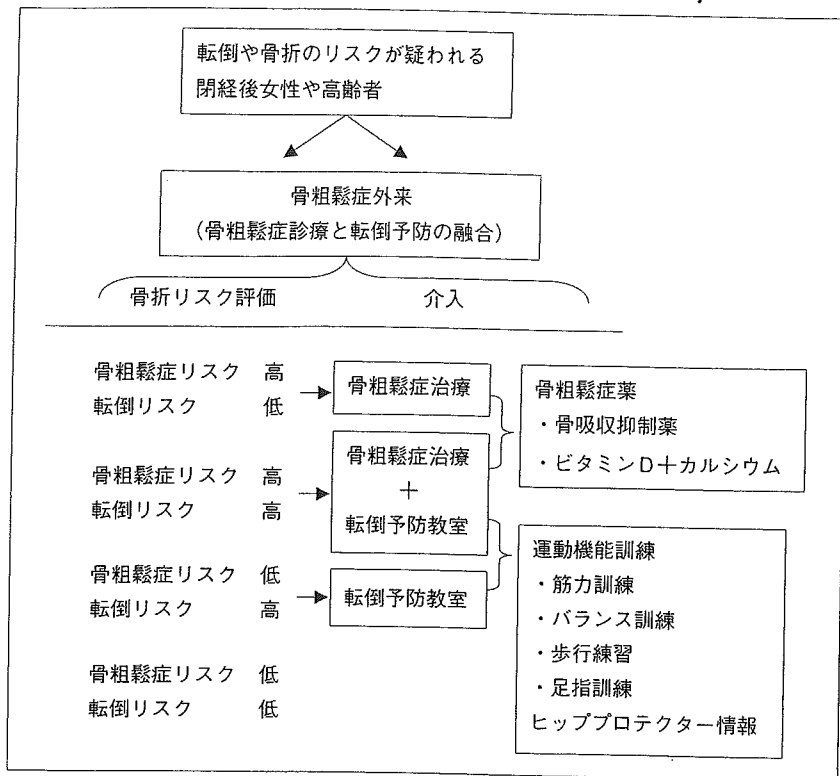 転倒や骨折のリスクが疑われる
閉経後女性や高齢者
骨粗鬆症外来
(骨粗鬆症診療と転倒予防の融合)
骨折リスク評価 介入
骨粗鬆症リスク 高
転倒リスク 低
骨粗鬆症治療
骨粗鬆症リスク 高
転倒リスク 高
骨粗鬆症治療
+
転倒予防教室
骨粗鬆症リスク 低
転倒リスク 高
転倒予防教室
骨粗鬆症リスク 低
転倒リスク 低
骨粗鬆症薬
・骨吸収抑制薬
・ビタミンD+カルシウム
運動機能訓練
・筋力訓練
・バランス訓練
・歩行練習
・足指訓練
ヒッププロテクター情報